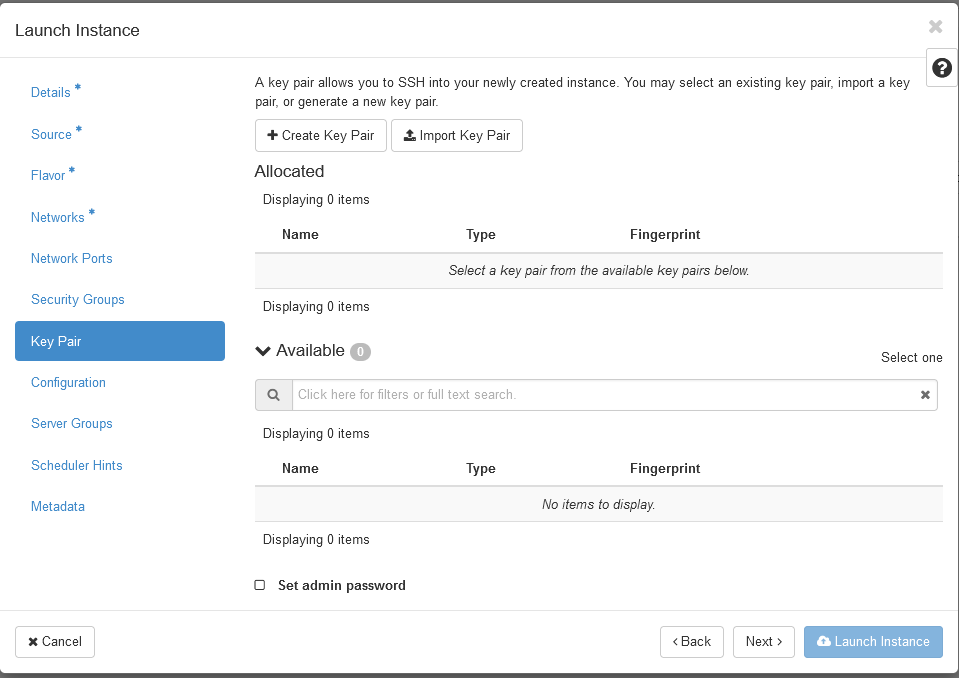 Launch Instance
Details *
Source *
Flavor *
Networks *
Network Ports
Security Groups
Key Pair
Configuration
Server Groups
Scheduler Hints
Metadata
A key pair allows you to SSH into your newly created instance. You may select an existing key pair, import a key
pair, or generate a new key pair.
Create Key Pair Import Key Pair
Allocated
Displaying 0 items
Name Type Fingerprint
Select a key pair from the available key pairs below.
Displaying 0 items
Available 0
Select one
Click here for filters or full text search.
Displaying 0 items
Name Type Fingerprint
No items to display.
Displaying 0 items
Set admin password
Cancel
‹ Back Next › Launch Instance